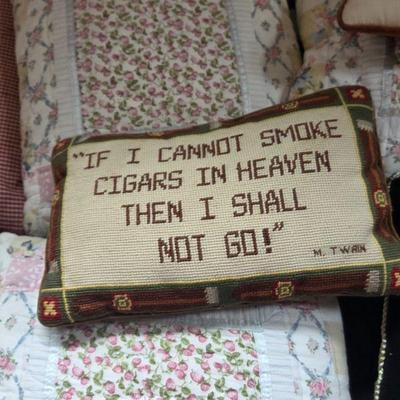 "IF I CANNOT SMOKE
CIGARS IN HEAVEN
THEN I SHALL
NOT GO!"
M. TWAIN